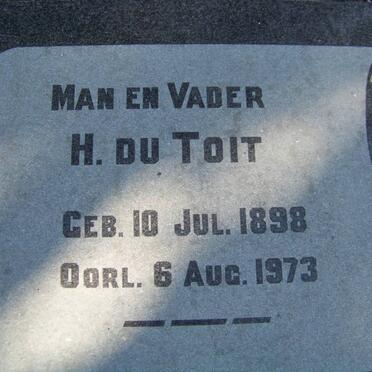 MAN EN VADER
H. DU TOIT
GEB. 10 JUL. 1898
OORL. 6 AUG. 1973